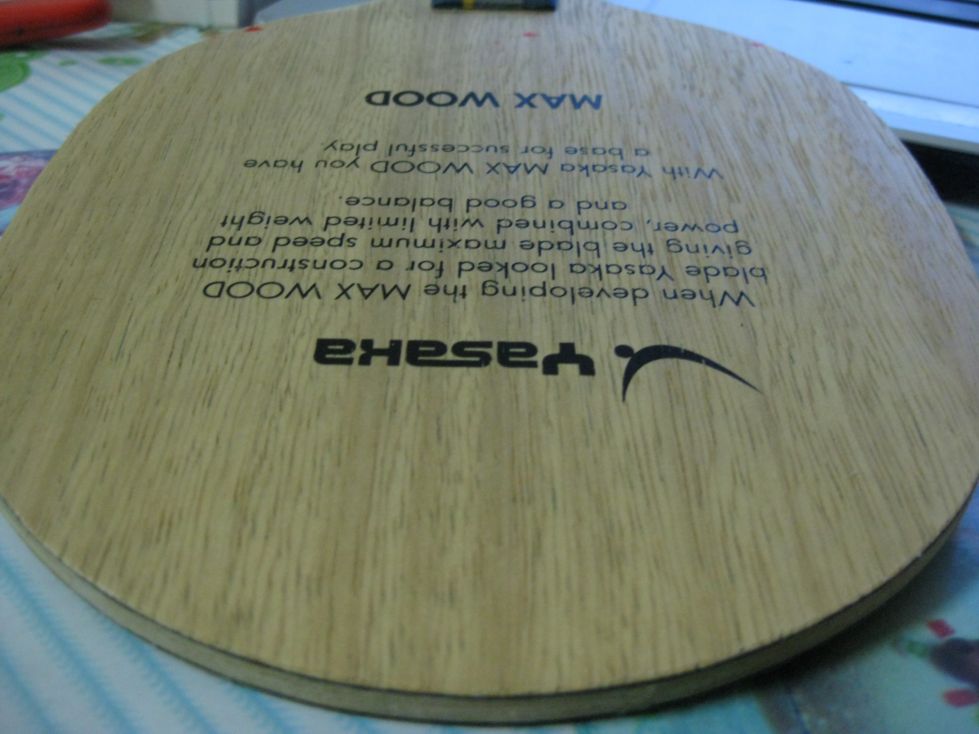 Yasaka
When developing the MAX WOOD
blade Yasaka looked for a construction
giving the blade maximum speed and
power, combined with limited weight
and a good balance.
With Yasaka MAX WOOD you have
a base for successful play.
MAX WOOD